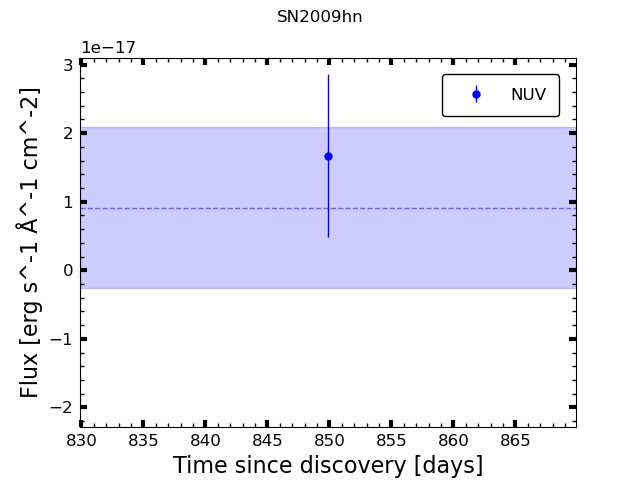 SN2009hn
1e−17
3
2
1
0
−1
−2
Flux [erg s^-1 Å^-1 cm^-2]
NUV
830 835 840 845 850 855 860 865
Time since discovery [days]